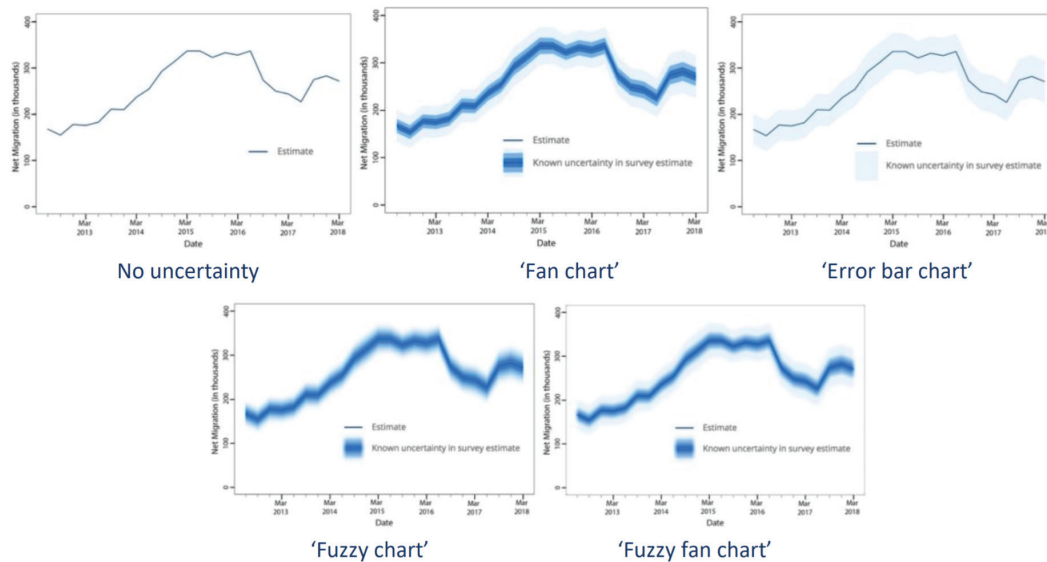 Net Migration (in thousands)
400
300
200
100
0
Estimate
Mar
2013
Mar
2014
Mar
2015
Mar
2016
Mar
2017
Mar
2018
Date
No uncertainty
Net Migration (in thousands)
400
300
200
100
0
Estimate
Known uncertainty in survey estimate
Mar
2013
Mar
2014
Mar
2015
Mar
2016
Mar
2017
Mar
2018
Date
'Fan chart'
Net Migration (in thousands)
400
300
200
100
0
Estimate
Known uncertainty in survey estimate
Mar
2013
Mar
2014
Mar
2015
Mar
2016
Mar
2017
Mar
2018
Date
'Error bar chart'
Net Migration (in thousands)
400
300
200
100
0
Estimate
Known uncertainty in survey estimate
Mar
2013
Mar
2014
Mar
2015
Mar
2016
Mar
2017
Mar
2018
Date
'Fuzzy chart'
Net Migration (in thousands)
400
300
200
100
0
Estimate
Known uncertainty in survey estimate
Mar
2013
Mar
2014
Mar
2015
Mar
2016
Mar
2017
Mar
2018
Date
'Fuzzy fan chart'